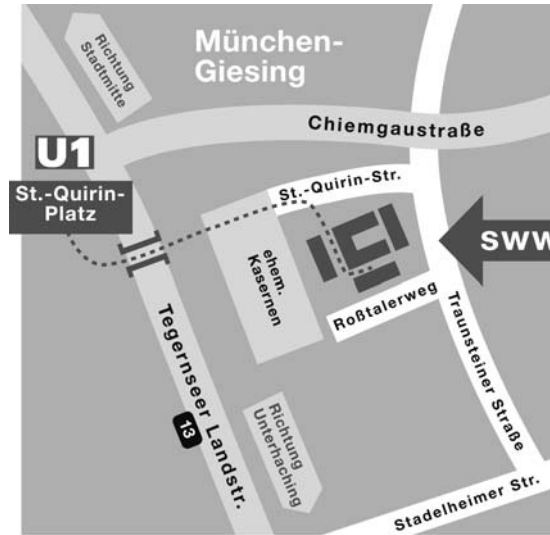 Richtung
Stadtmitte
München-
Giesing
Chiemgaustraße
U1
St.-Quirin-
Platz
St.-Quirin-Str.
SWW
ehem.
Kasernen
Roßtalerweg
Traunsteiner Straße
Tegernseer Landstr.
13
Richtung
Unterhaching
Stadelheimer Str.